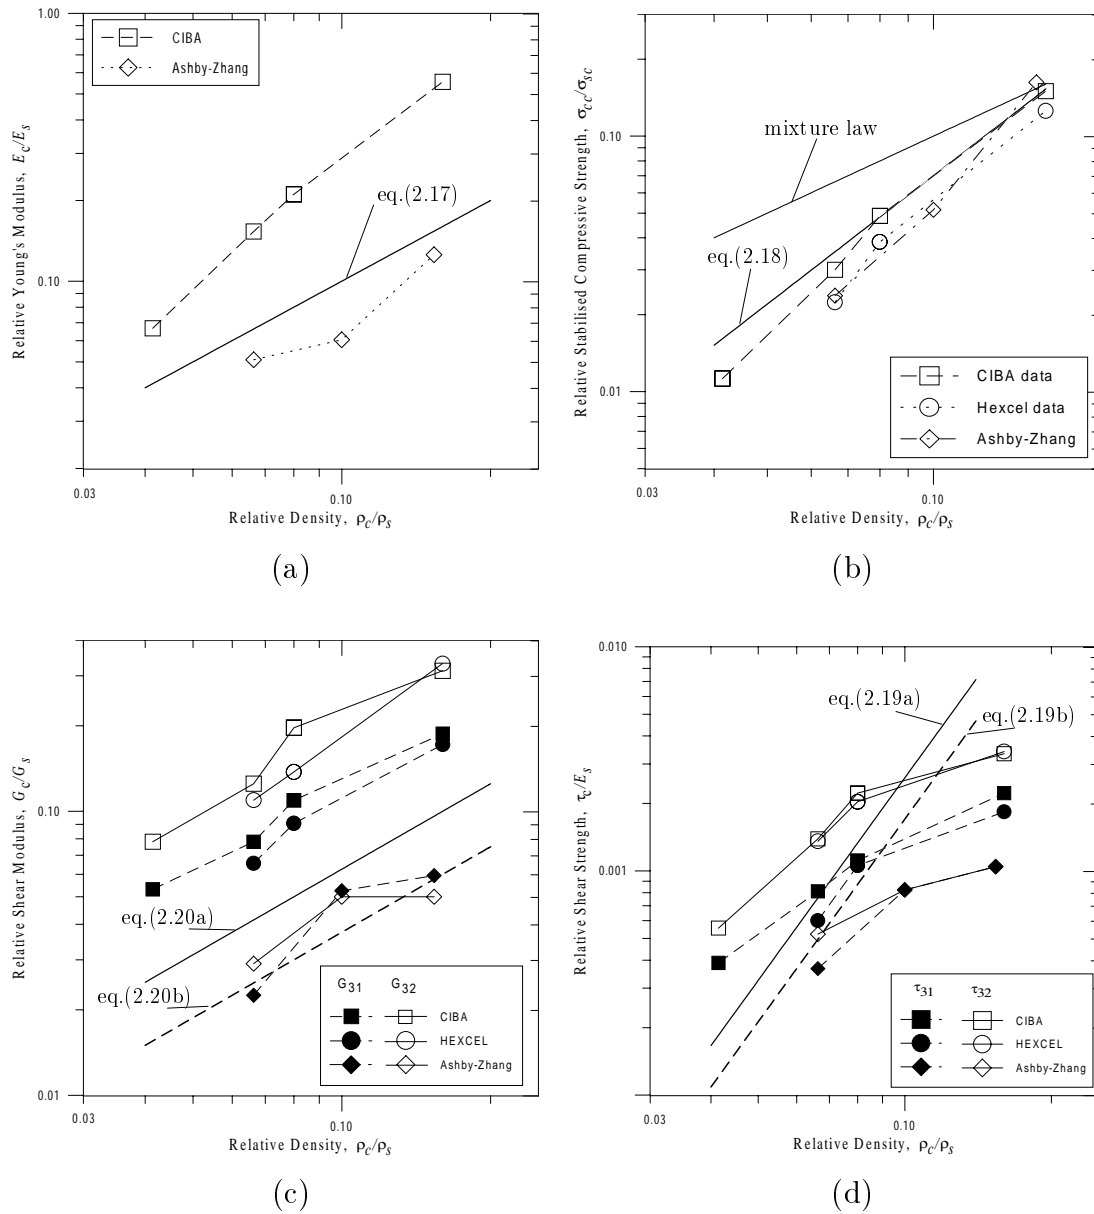 1.00
CIBA
Ashby-Zhang
eq.(2.17)
0.10
Relative Young's Modulus, E_c/E_s
0.03
0.10
Relative Density, ρ_c/ρ_s
(a)
mixture law
0.10
eq.(2.18)
Relative Stabilised Compressive Strength, σ_cc/σ_sc
CIBA data
Hexcel data
Ashby-Zhang
0.01
0.03
0.10
Relative Density, ρ_c/ρ_s
(b)
0.10
Relative Shear Modulus, G_c/G_s
eq.(2.20a)
eq.(2.20b)
G31 G32
CIBA
HEXCEL
Ashby-Zhang
0.01
0.03
0.10
Relative Density, ρ_c/ρ_s
(c)
0.010
eq.(2.19a)
eq.(2.19b)
0.001
Relative Shear Strength, τ_c/E_s
τ31 τ32
CIBA
HEXCEL
Ashby-Zhang
0.03
0.10
Relative Density, ρ_c/ρ_s
(d)